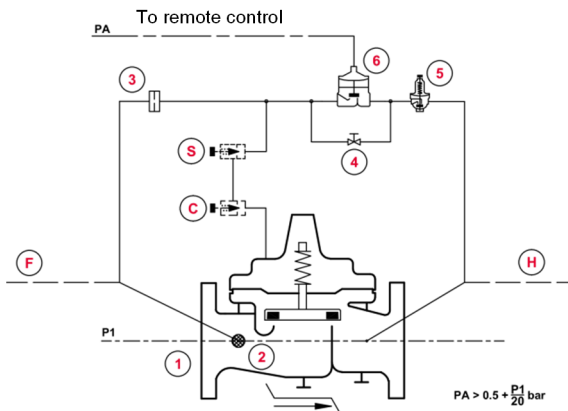 To remote control
PA
6
5
3
S
4
C
F
H
P1
1
2
PA > 0.5 + P1/20 bar